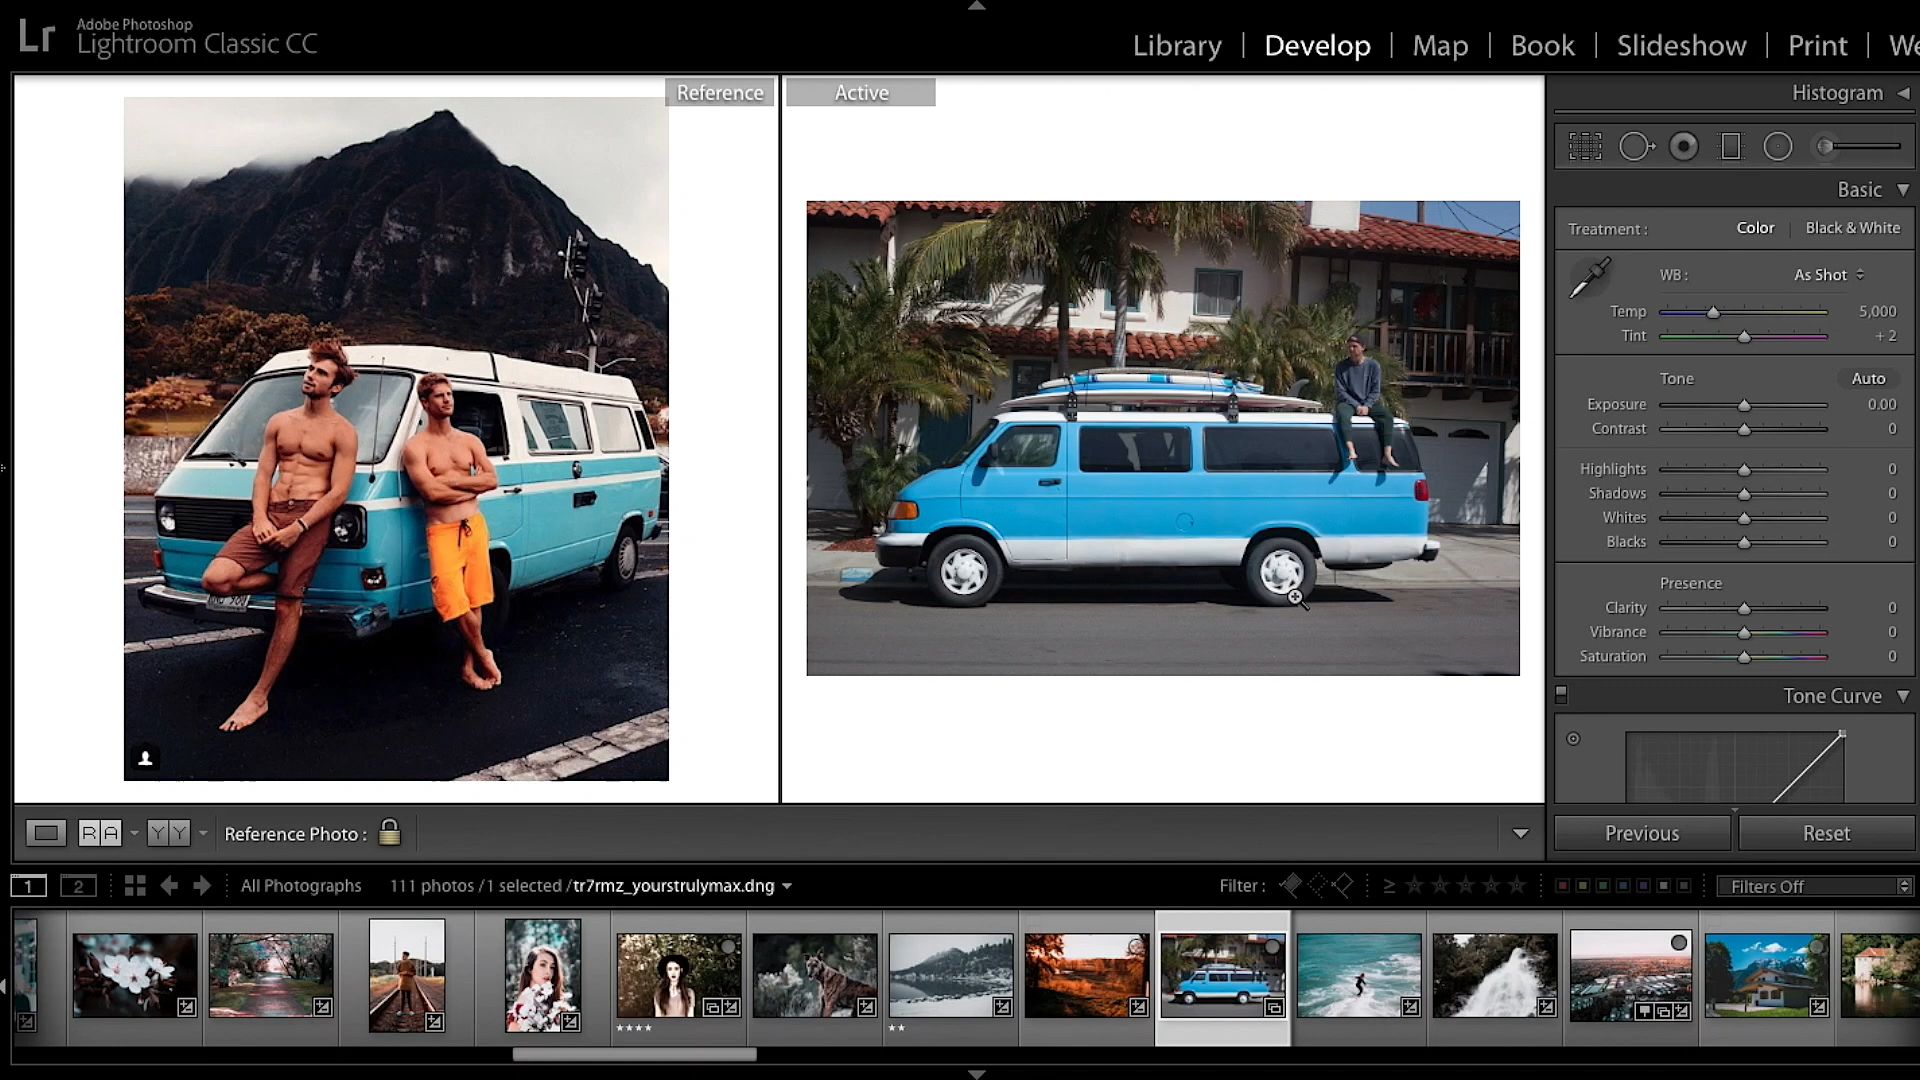 Lr
Adobe Photoshop
Lightroom Classic CC
Library | Develop | Map | Book | Slideshow | Print |
Reference
Active
Histogram
Basic
Treatment : Color | Black & White
WB : As Shot
Temp 5,000
Tint + 2
Tone Auto
Exposure 0.00
Contrast 0
Highlights 0
Shadows 0
Whites 0
Blacks 0
Presence
Clarity 0
Vibrance 0
Saturation 0
Tone Curve
R A Y Y Reference Photo :
Previous Reset
1 2 All Photographs 111 photos / 1 selected / tr7rmz_yourstrulymax.dng Filter : ≥ Filters Off